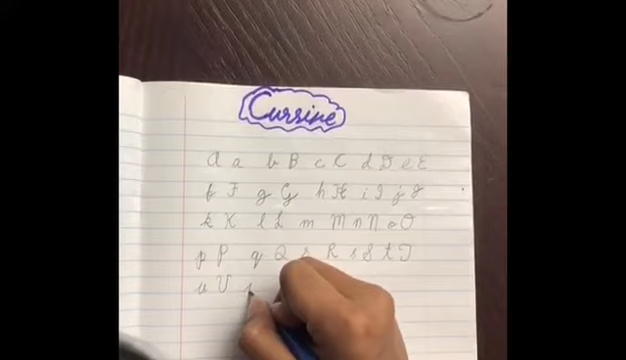 Cursive
A a b B c C d D e E
f F g G h H i I j J
k K l L m M n N o O
p P q Q r R s S t T
u U